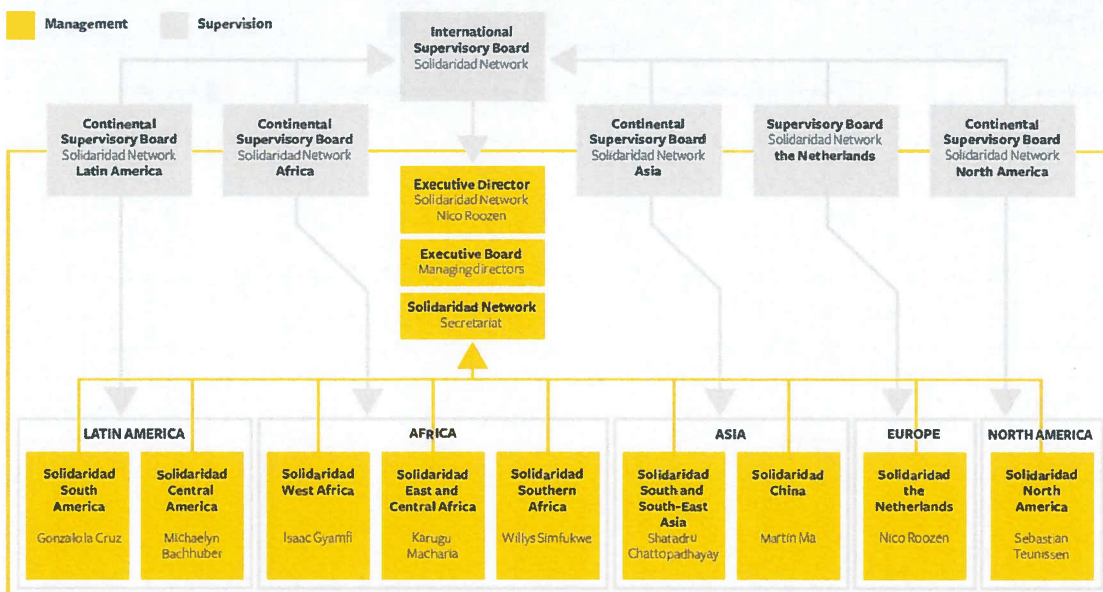 Management
Supervision
International
Supervisory Board
Solidaridad Network
Continental
Supervisory Board
Solidaridad Network
Latin America
Continental
Supervisory Board
Solidaridad Network
Africa
Continental
Supervisory Board
Solidaridad Network
Asia
Supervisory Board
Solidaridad Network
the Netherlands
Continental
Supervisory Board
Solidaridad Network
North America
Executive Director
Solidaridad Network
Nico Roozen
Executive Board
Managing directors
Solidaridad Network
Secretariat
LATIN AMERICA
AFRICA
ASIA
EUROPE
NORTH AMERICA
Solidaridad
South
America
Gonzalo la Cruz
Solidaridad
Central
America
Michaelyn
Bachhuber
Solidaridad
West Africa
Isaac Gyamfi
Solidaridad
East and
Central Africa
Karugu
Macharia
Solidaridad
Southern
Africa
Willys Simfukwe
Solidaridad
South and
South-East
Asia
Shatadru
Chattopadhayay
Solidaridad
China
Martin Ma
Solidaridad
the
Netherlands
Nico Roozen
Solidaridad
North
America
Sebastian
Teunissen